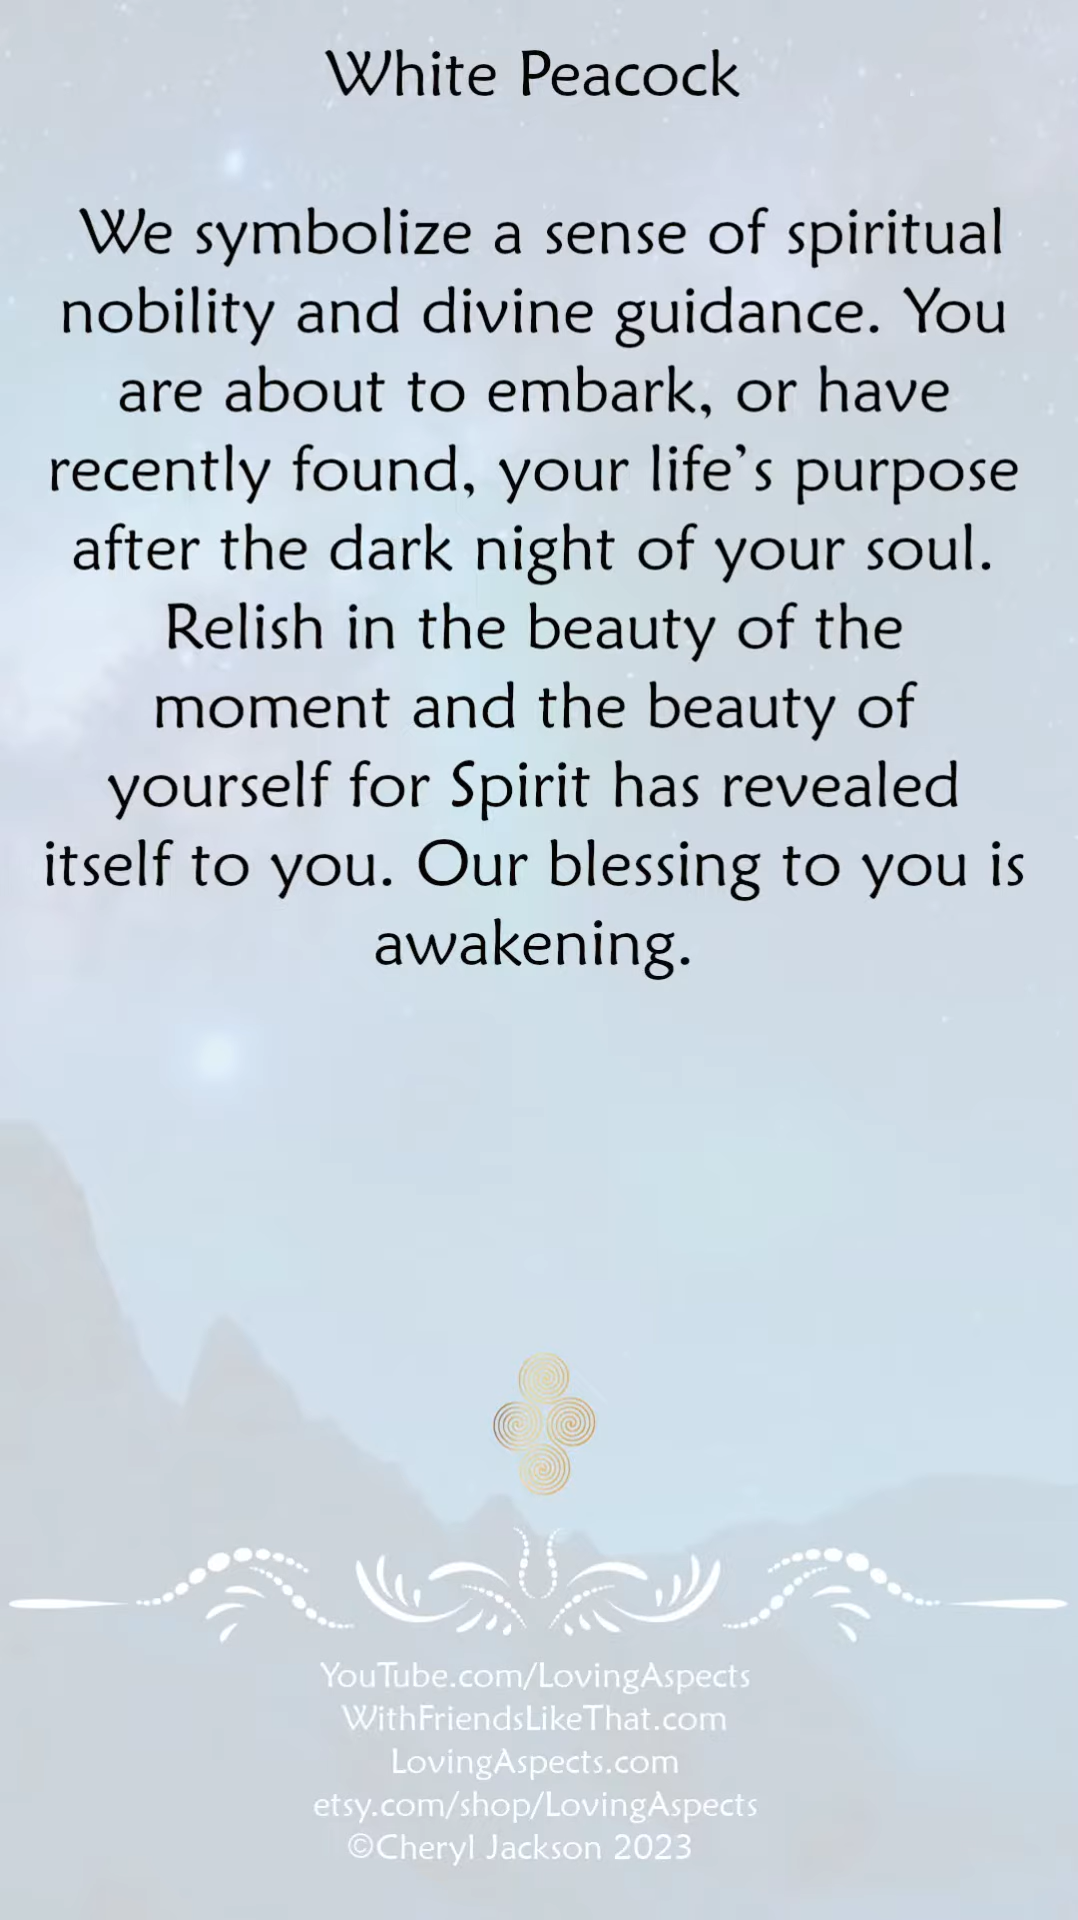 White Peacock
We symbolize a sense of spiritual
nobility and divine guidance. You
are about to embark, or have
recently found, your life’s purpose
after the dark night of your soul.
Relish in the beauty of the
moment and the beauty of
yourself for Spirit has revealed
itself to you. Our blessing to you is
awakening.
YouTube.com/LovingAspects
WithFriendsLikeThat.com
LovingAspects.com
etsy.com/shop/LovingAspects
©Cheryl Jackson 2023